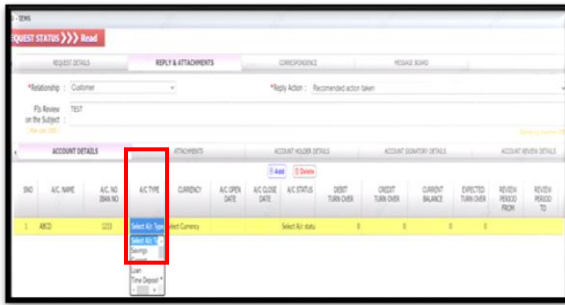 - TEMS
QUEST STATUS ❯❯❯ Read
REQUEST DETAILS REPLY & ATTACHMENTS CORRESPONDENCE MESSAGE BOARD
*Relationship : Customer *Reply Action : Recomended action taken
FIs Review TEST
on the Subject :
ACCOUNT DETAILS ATTACHMENTS ACCOUNT HOLDER DETAILS ACCOUNT SIGNATORY DETAILS ACCOUNT REVIEW DETAILS
Add Delete
SNO A/C. NAME A/C. NO IBAN NO A/C TYPE CURRENCY A/C OPEN DATE A/C CLOSE DATE A/C STATUS DEBIT TURN OVER CREDIT TURN OVER CURRENT BALANCE EXPECTED TURN OVER REVIEW PERIOD FROM REVIEW PERIOD TO
1 ABCD 1233 Select A/c Type Select Currency Select A/c statu 0 0 0 0
Select A/c T
Savings
Current
Loan
Time Deposit